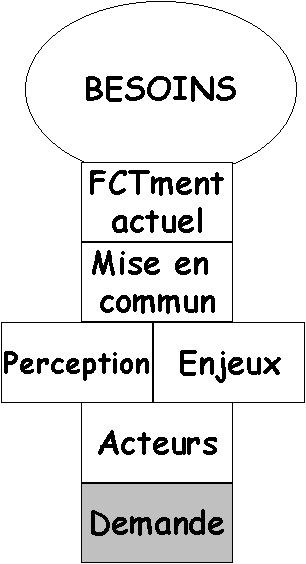 BESOINS
FCTment
actuel
Mise en
commun
Perception
Enjeux
Acteurs
Demande